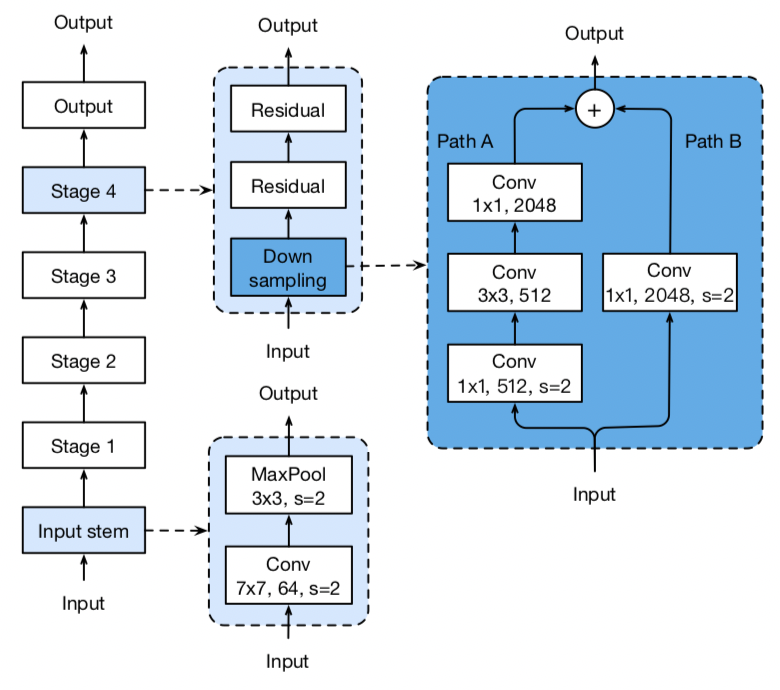 Output
Output
Stage 4
Stage 3
Stage 2
Stage 1
Input stem
Input
Output
Residual
Residual
Down
sampling
Input
Output
MaxPool
3x3, s=2
Conv
7x7, 64, s=2
Input
Output
+
Path A
Path B
Conv
1x1, 2048
Conv
3x3, 512
Conv
1x1, 2048, s=2
Conv
1x1, 512, s=2
Input